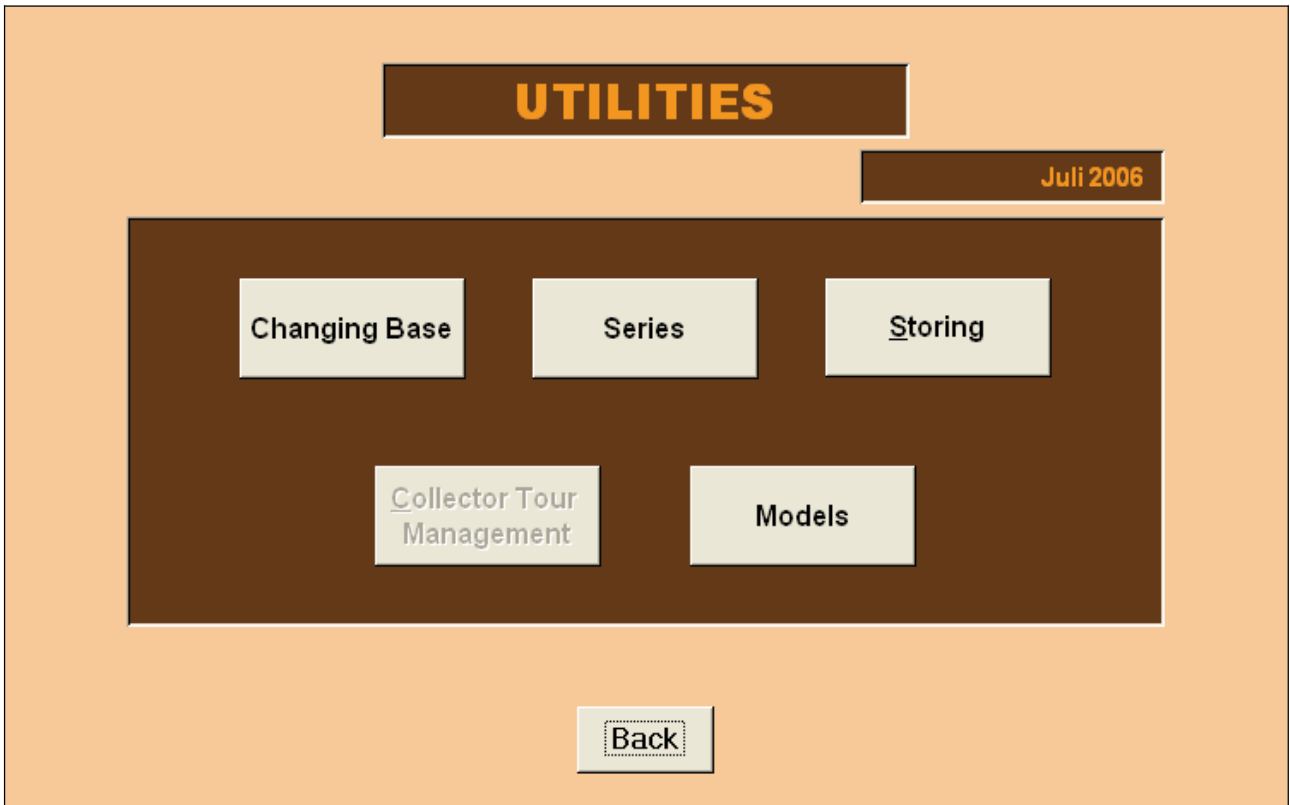 UTILITIES
Juli 2006
Changing Base
Series
Storing
Collector Tour
Management
Models
Back